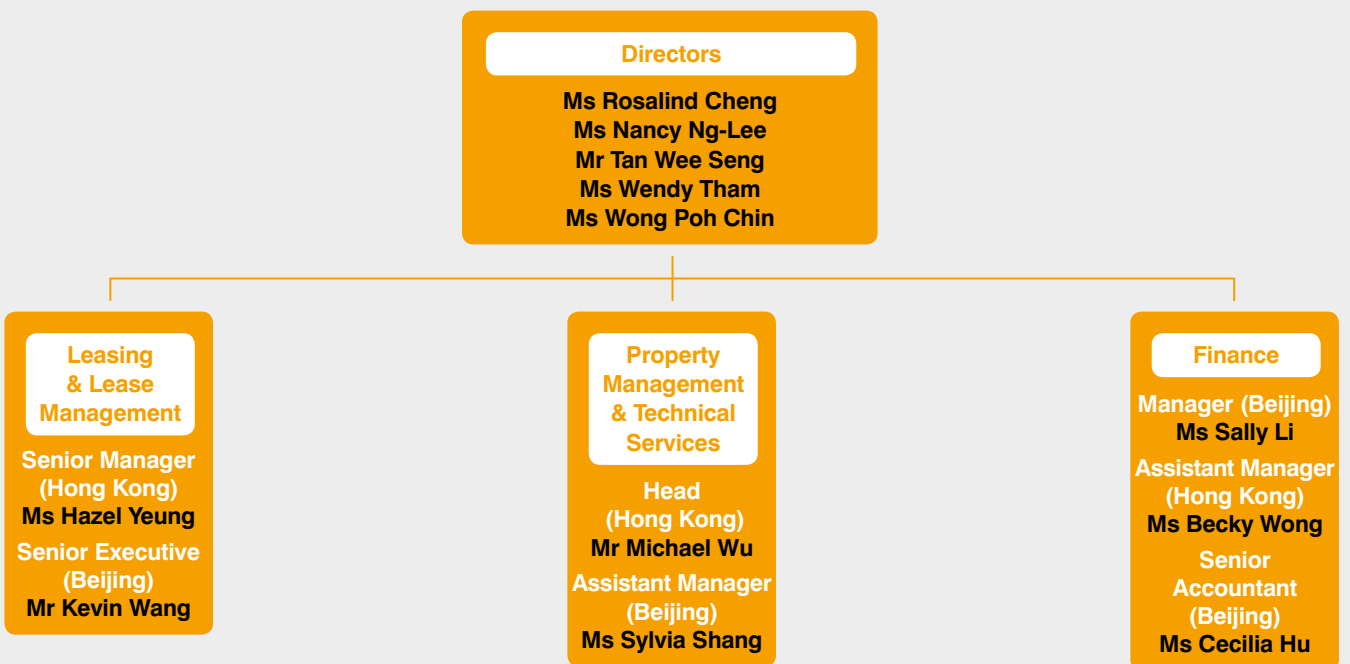 Directors
Ms Rosalind Cheng
Ms Nancy Ng-Lee
Mr Tan Wee Seng
Ms Wendy Tham
Ms Wong Poh Chin
Leasing
& Lease
Management
Senior Manager
(Hong Kong)
Ms Hazel Yeung
Senior Executive
(Beijing)
Mr Kevin Wang
Property
Management
& Technical
Services
Head
(Hong Kong)
Mr Michael Wu
Assistant Manager
(Beijing)
Ms Sylvia Shang
Finance
Manager (Beijing)
Ms Sally Li
Assistant Manager
(Hong Kong)
Ms Becky Wong
Senior
Accountant
(Beijing)
Ms Cecilia Hu